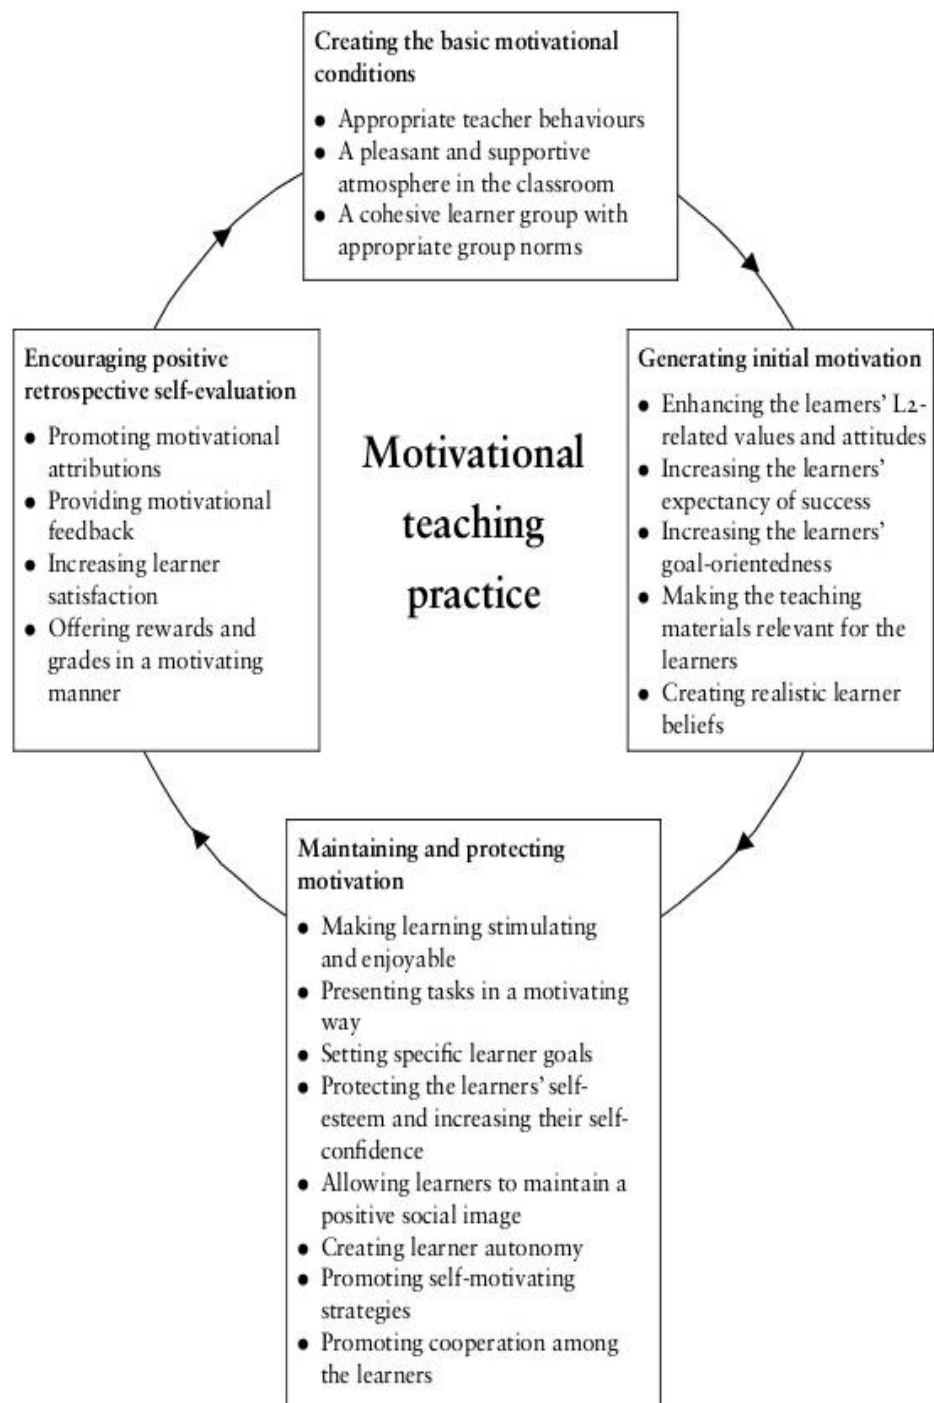 Creating the basic motivational
conditions
• Appropriate teacher behaviours
• A pleasant and supportive
atmosphere in the classroom
• A cohesive learner group with
appropriate group norms
Encouraging positive
retrospective self-evaluation
• Promoting motivational
attributions
• Providing motivational
feedback
• Increasing learner
satisfaction
• Offering rewards and
grades in a motivating
manner
Motivational
teaching
practice
Generating initial motivation
• Enhancing the learners' L2-
related values and attitudes
• Increasing the learners'
expectancy of success
• Increasing the learners'
goal-orientedness
• Making the teaching
materials relevant for the
learners
• Creating realistic learner
beliefs
Maintaining and protecting
motivation
• Making learning stimulating
and enjoyable
• Presenting tasks in a motivating
way
• Setting specific learner goals
• Protecting the learners' self-
esteem and increasing their self-
confidence
• Allowing learners to maintain a
positive social image
• Creating learner autonomy
• Promoting self-motivating
strategies
• Promoting cooperation among
the learners